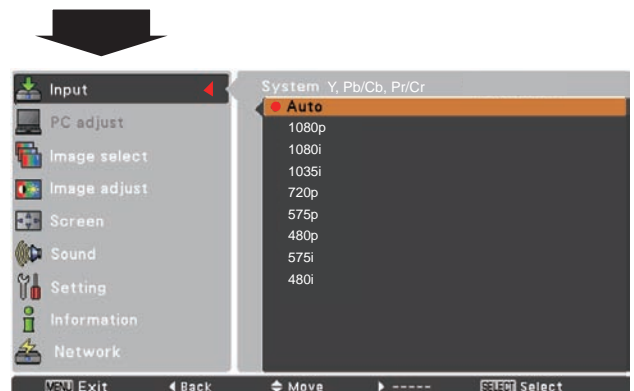 Input
PC adjust
Image select
Image adjust
Screen
Sound
Setting
Information
Network
System Y, Pb/Cb, Pr/Cr
Auto
1080p
1080i
1035i
720p
575p
480p
575i
480i
MENU Exit Back Move ----- SELECT Select